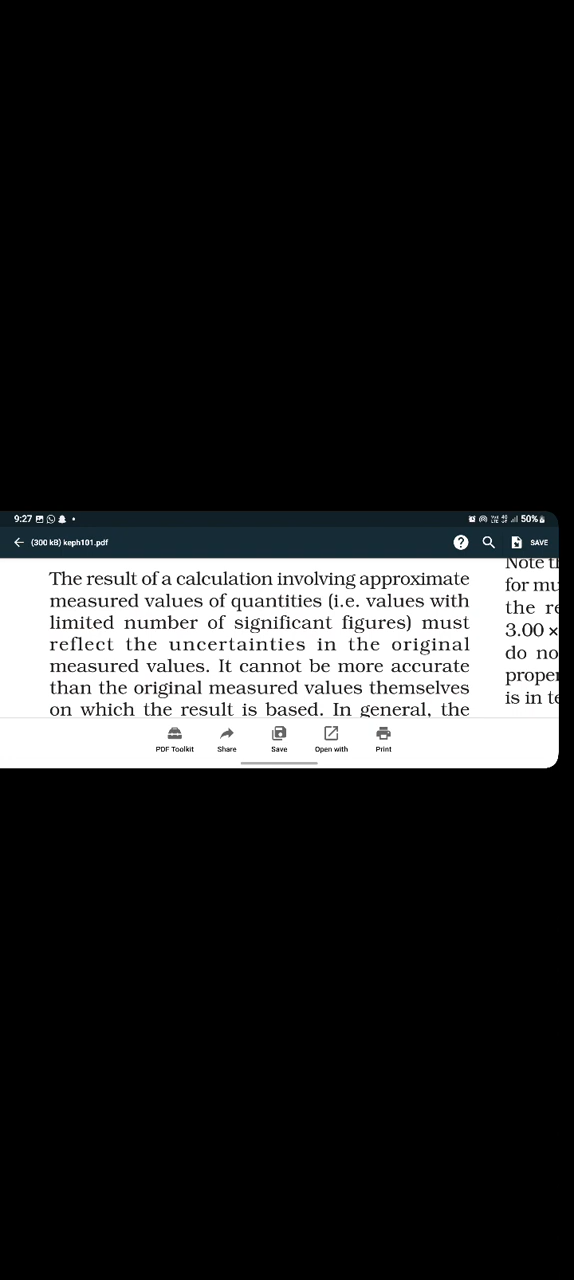 9:27
50%
(300 kB) keph101.pdf
SAVE
The result of a calculation involving approximate
measured values of quantities (i.e. values with
limited number of significant figures) must
reflect the uncertainties in the original
measured values. It cannot be more accurate
than the original measured values themselves
on which the result is based. In general, the
Note th
for mu
the re
3.00 ×
do no
proper
is in te
PDF Toolkit
Share
Save
Open with
Print